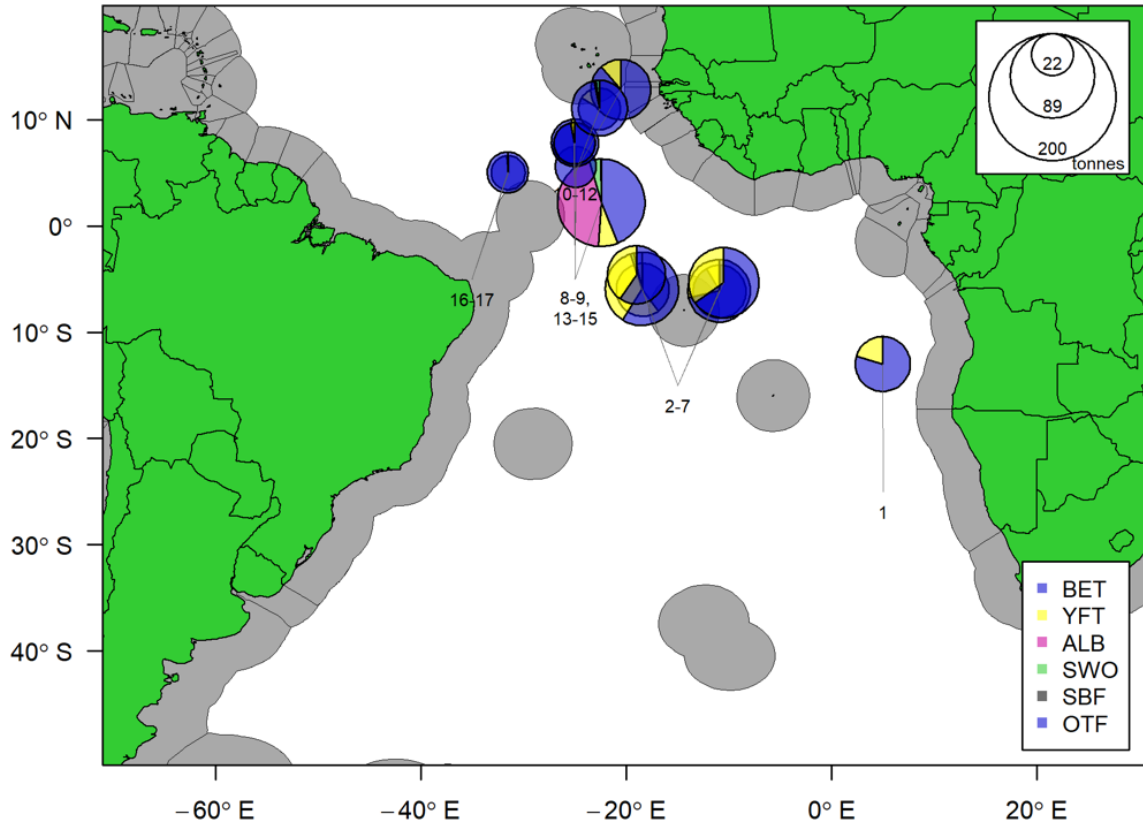 10° N
0°
10° S
20° S
30° S
40° S
−60° E
−40° E
−20° E
0° E
20° E
22
89
200
tonnes
0-12
16-17
8-9,
13-15
2-7
1
BET
YFT
ALB
SWO
SBF
OTF